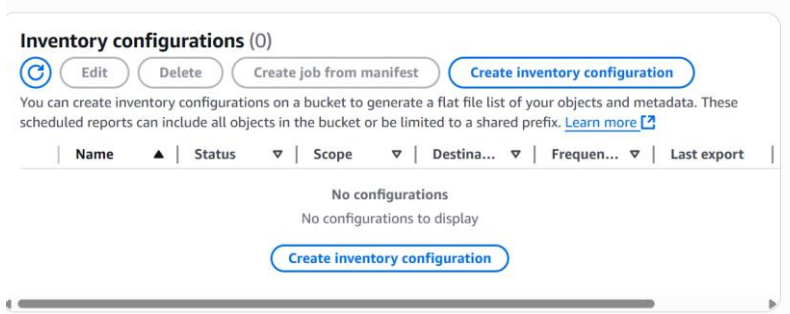 Inventory configurations (0)
Edit Delete Create job from manifest Create inventory configuration
You can create inventory configurations on a bucket to generate a flat file list of your objects and metadata. These
scheduled reports can include all objects in the bucket or be limited to a shared prefix. Learn more
Name Status Scope Destina... Frequen... Last export
No configurations
No configurations to display
Create inventory configuration